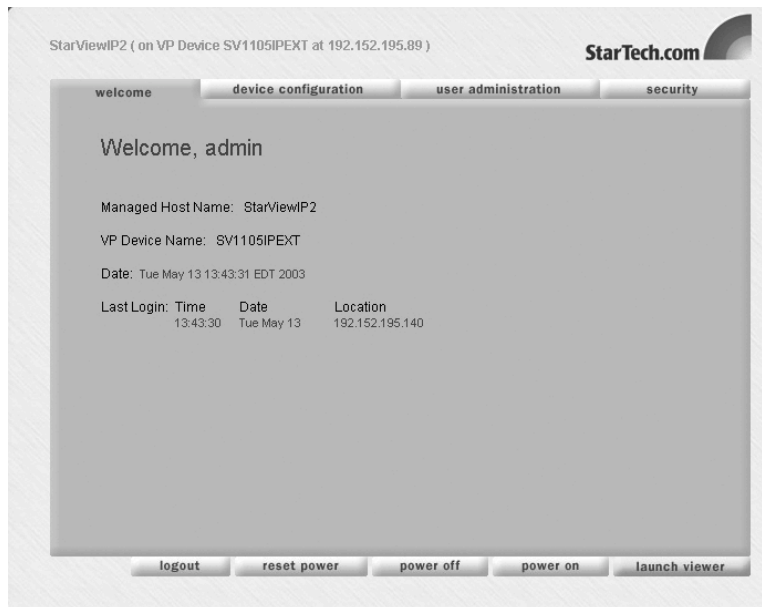 StarViewIP2 ( on VP Device SV1105IPEXT at 192.152.195.89 )
StarTech.com
welcome device configuration user administration security
Welcome, admin
Managed Host Name: StarViewIP2
VP Device Name: SV1105IPEXT
Date: Tue May 13 13:43:31 EDT 2003
Last Login: Time Date Location
13:43:30 Tue May 13 192.152.195.140
logout reset power power off power on launch viewer